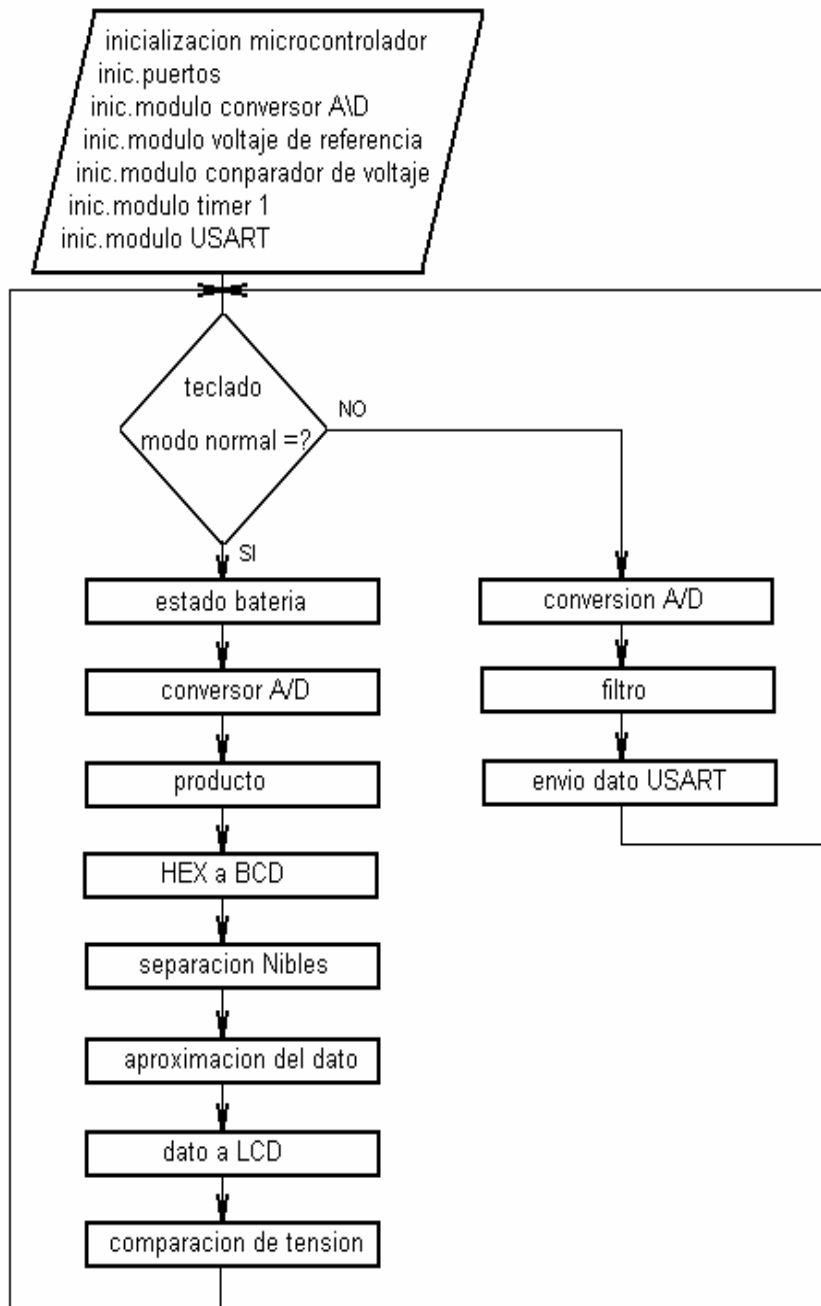 inicializacion microcontrolador
inic.puertos
inic.modulo conversor A\D
inic.modulo voltaje de referencia
inic.modulo conparador de voltaje
inic.modulo timer 1
inic.modulo USART
teclado
modo normal =?
NO
SI
estado bateria
conversor A/D
producto
HEX a BCD
separacion Nibles
aproximacion del dato
dato a LCD
comparacion de tension
conversion A/D
filtro
envio dato USART